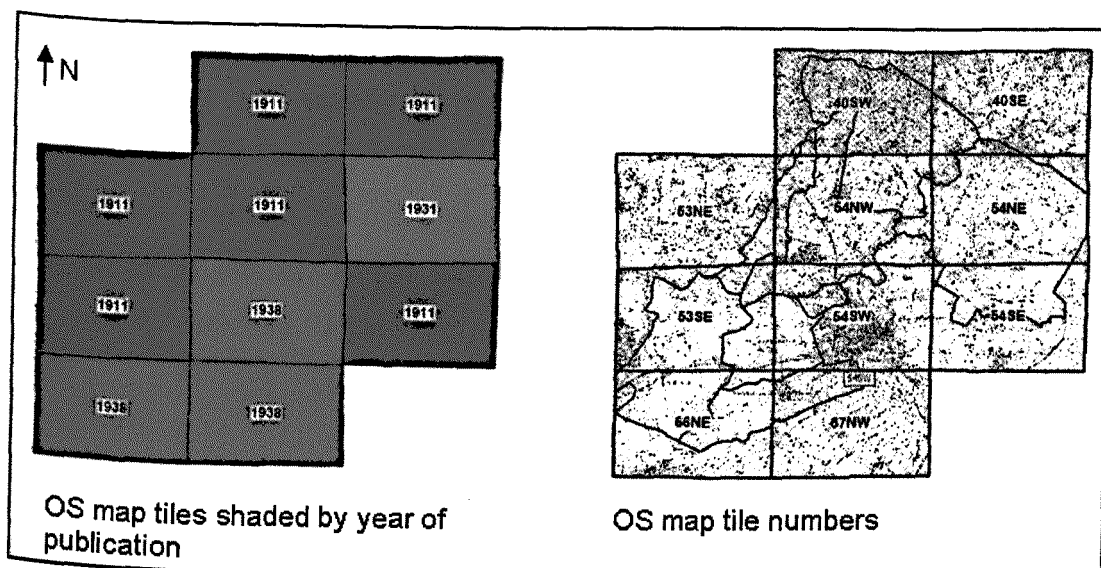 N
1911 1911
1911 1911 1931
1911 1938 1911
1938 1938
OS map tiles shaded by year of
publication
40SW 40SE
53NE 54NW 54NE
53SE 54SW 54SE
66NE 67NW
OS map tile numbers